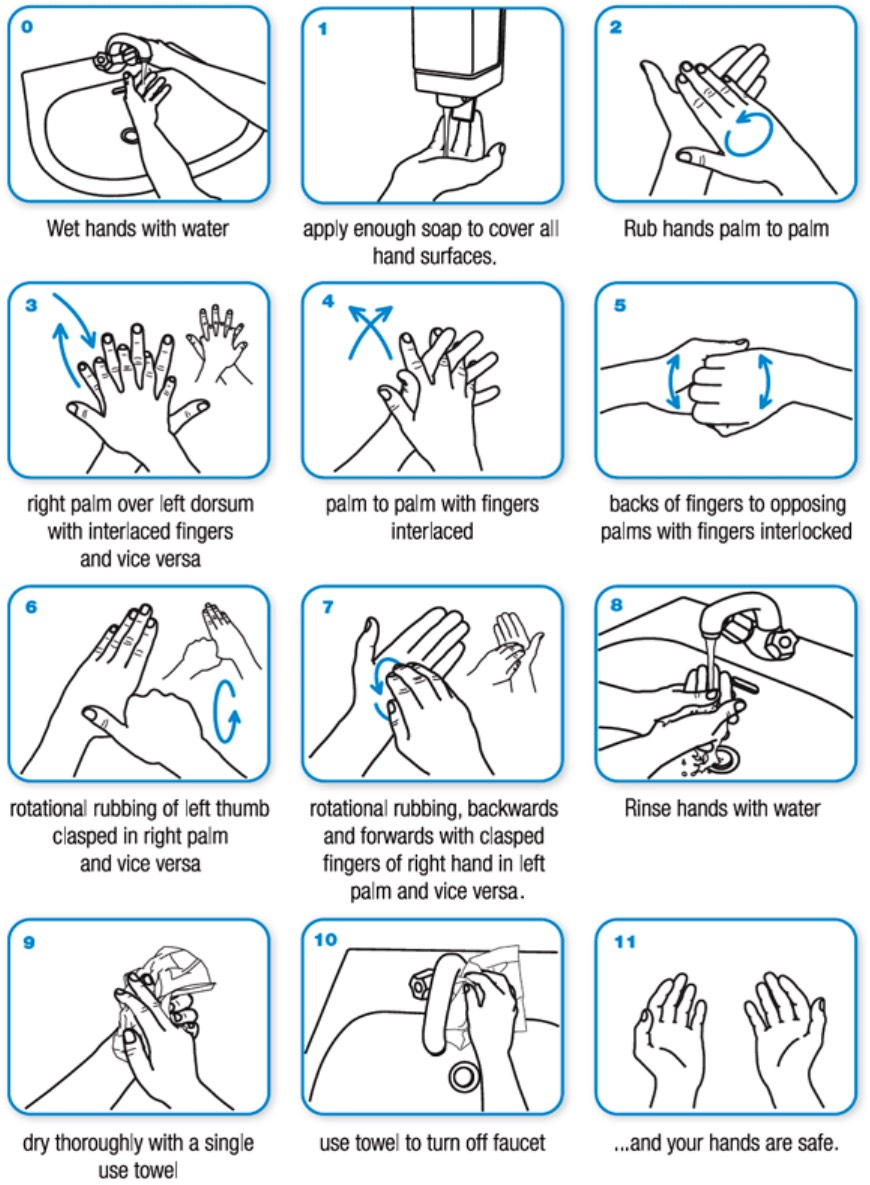 0
Wet hands with water
1
apply enough soap to cover all
hand surfaces.
2
Rub hands palm to palm
3
right palm over left dorsum
with interlaced fingers
and vice versa
4
palm to palm with fingers
interlaced
5
backs of fingers to opposing
palms with fingers interlocked
6
rotational rubbing of left thumb
clasped in right palm
and vice versa
7
rotational rubbing, backwards
and forwards with clasped
fingers of right hand in left
palm and vice versa.
8
Rinse hands with water
9
dry thoroughly with a single
use towel
10
use towel to turn off faucet
11
...and your hands are safe.